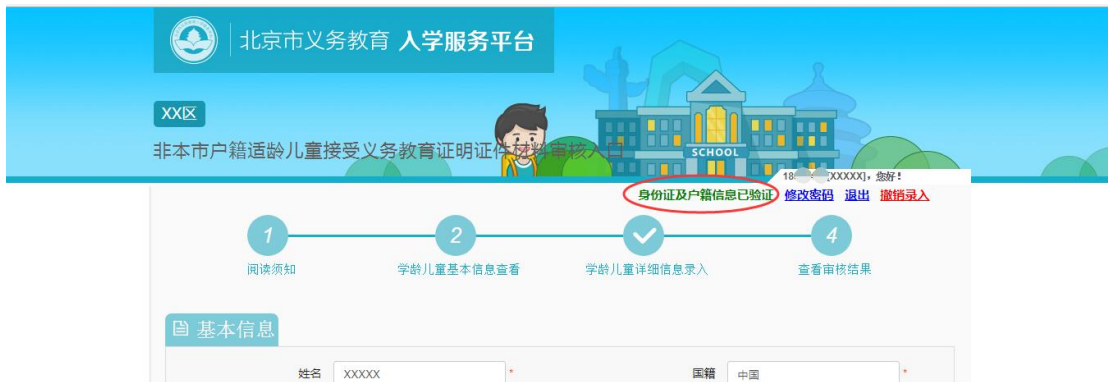 北京市义务教育 入学服务平台
XX区
非本市户籍适龄儿童接受义务教育证明证件材料审核入口
SCHOOL
18 [XXXXX]，您好！
身份证及户籍信息已验证 修改密码 退出 撤销录入
1 2 4
阅读须知 学龄儿童基本信息查看 学龄儿童详细信息录入 查看审核结果
基本信息
姓名 XXXXX * 国籍 中国 *